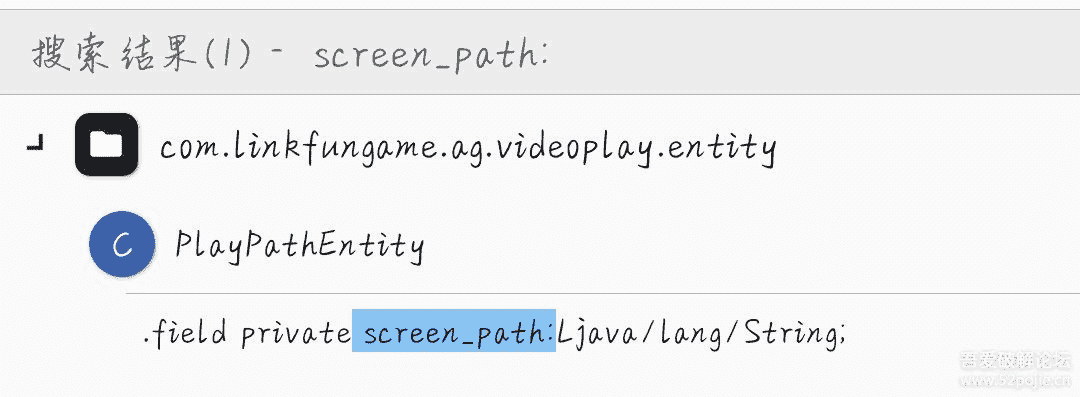 搜索结果(1) - screen_path:
com.linkfungame.ag.videoplay.entity
C PlayPathEntity
.field private screen_path:Ljava/lang/String;
吾爱破解论坛
www.52pojie.cn